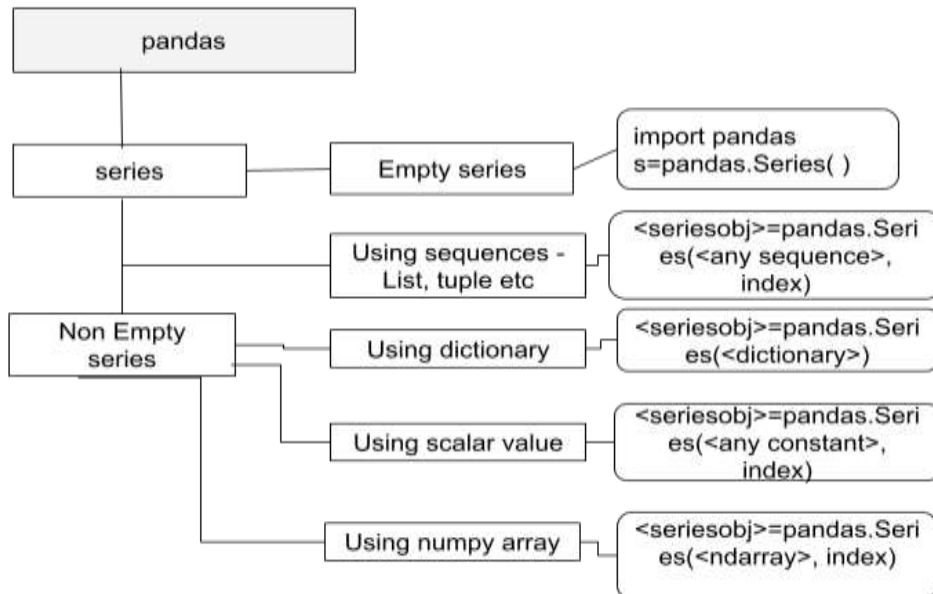 pandas
series
Empty series
import pandas
s=pandas.Series( )
Using sequences -
List, tuple etc
<seriesobj>=pandas.Seri
es(<any sequence>,
index)
Non Empty
series
Using dictionary
<seriesobj>=pandas.Seri
es(<dictionary>)
Using scalar value
<seriesobj>=pandas.Seri
es(<any constant>,
index)
Using numpy array
<seriesobj>=pandas.Seri
es(<ndarray>, index)